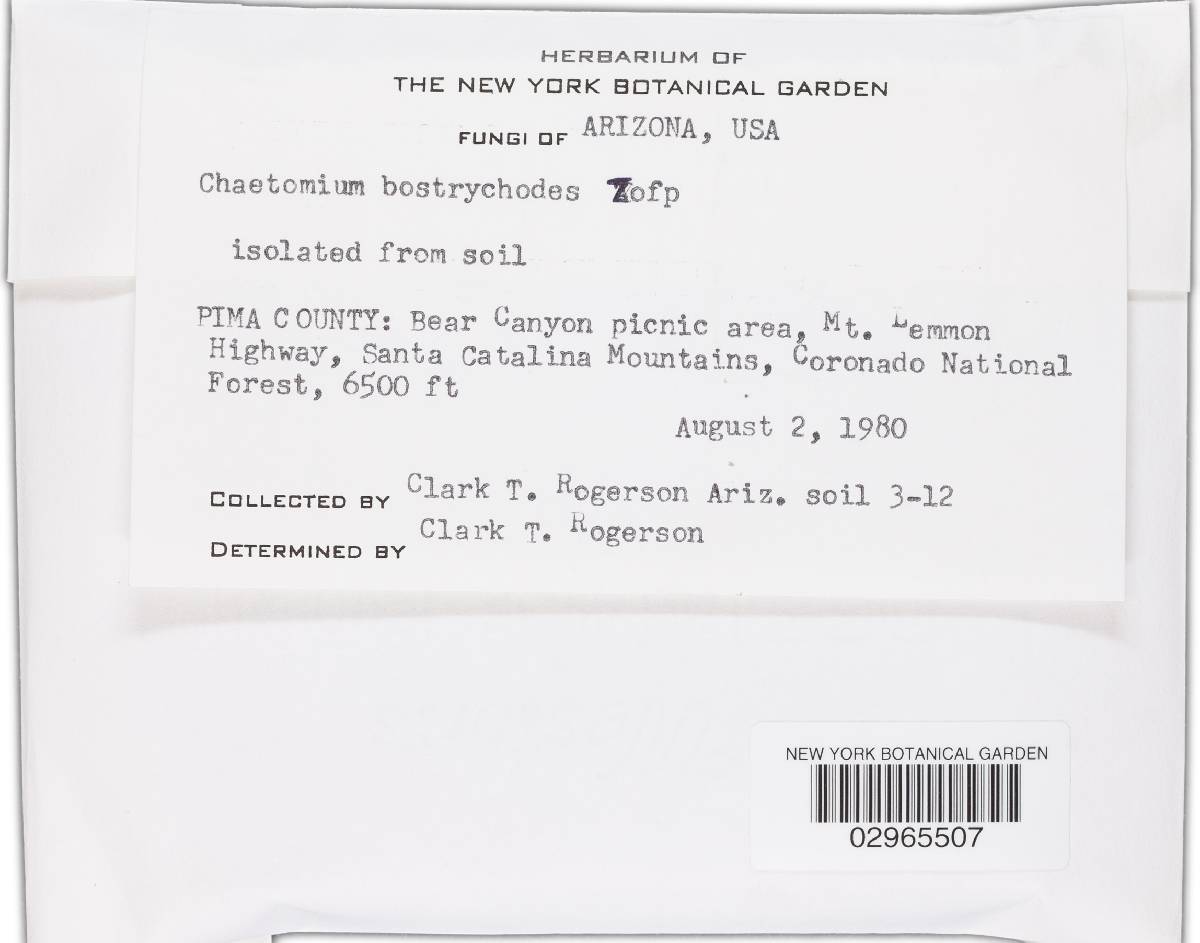 HERBARIUM OF
THE NEW YORK BOTANICAL GARDEN
FUNGI OF ARIZONA, USA
Chaetomium bostrychodes Zofp
isolated from soil
PIMA COUNTY: Bear Canyon picnic area, Mt. Lemmon
Highway, Santa Catalina Mountains, Coronado National
Forest, 6500 ft
August 2, 1980
COLLECTED BY Clark T. Rogerson Ariz. soil 3-12
DETERMINED BY Clark T. Rogerson
NEW YORK BOTANICAL GARDEN
02965507